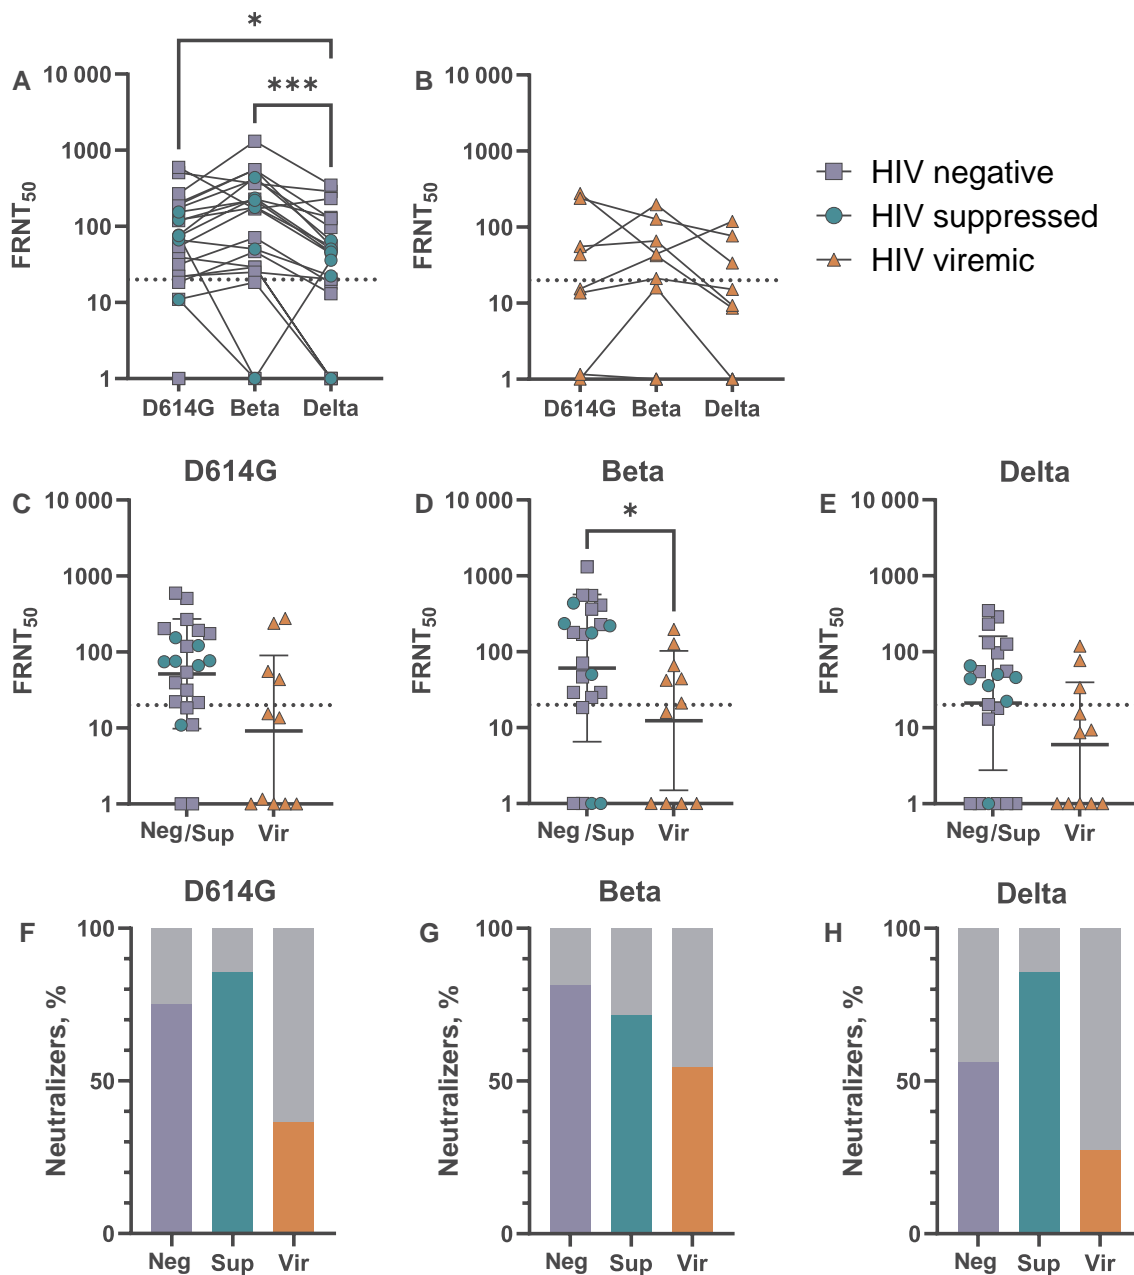 A
10 000
1000
100
10
1
FRNT50
*
***
D614G Beta Delta
B
10 000
1000
100
10
1
FRNT50
D614G Beta Delta
HIV negative
HIV suppressed
HIV viremic
D614G
C
10 000
1000
100
10
1
FRNT50
Neg/Sup Vir
Beta
D
10 000
1000
100
10
1
FRNT50
*
Neg/Sup Vir
Delta
E
10 000
1000
100
10
1
FRNT50
Neg/Sup Vir
D614G
F
100
50
0
Neutralizers, %
Neg Sup Vir
Beta
G
100
50
0
Neutralizers, %
Neg Sup Vir
Delta
H
100
50
0
Neutralizers, %
Neg Sup Vir